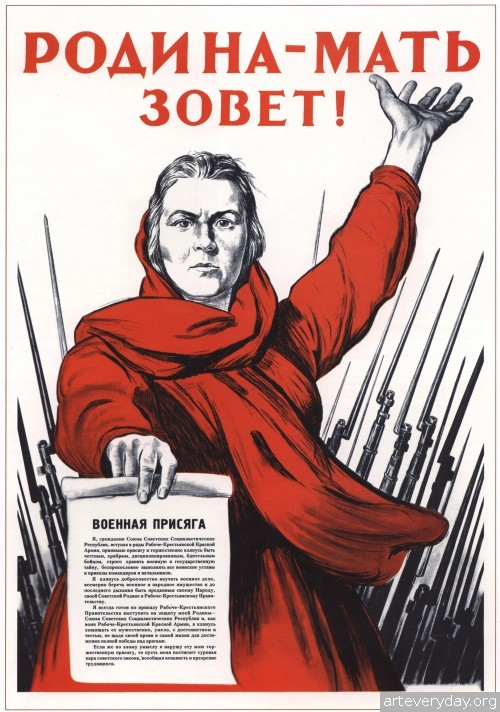 РОДИНА-МАТЬ
ЗОВЕТ!
ВОЕННАЯ ПРИСЯГА
Я, гражданин Союза Советских Социалистических
Республик, вступая в ряды Рабоче-Крестьянской Красной
Армии, принимаю присягу и торжественно клянусь быть
честным, храбрым, дисциплинированным, бдительным
бойцом, строго хранить военную и государственную
тайну, беспрекословно выполнять все воинские уставы
и приказы командиров и начальников.
Я клянусь добросовестно изучать военное дело,
всемерно беречь военное и народное имущество и до
последнего дыхания быть преданным своему Народу,
своей Советской Родине и Рабоче-Крестьянскому Прави-
тельству.
Я всегда готов по приказу Рабоче-Крестьянского
Правительства выступить на защиту моей Родины—
Союза Советских Социалистических Республик и, как
воин Рабоче-Крестьянской Красной Армии, я клянусь
защищать ее мужественно, умело, с достоинством и
честью, не щадя своей крови и самой жизни для дости-
жения полной победы над врагами.
Если же по злому умыслу я нарушу эту мою тор-
жественную присягу, то пусть меня постигнет суровая
кара советского закона, всеобщая ненависть и презрение
трудящихся.
arteveryday.org